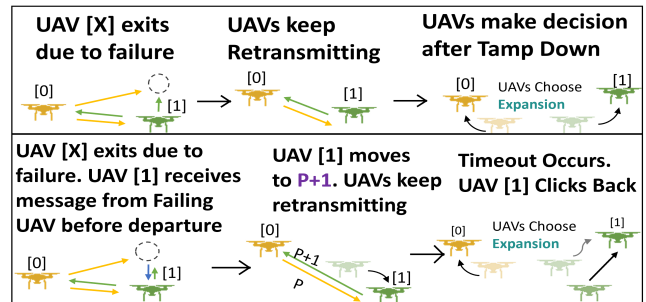 UAV [X] exits
due to failure
[0]
[1]
UAVs keep
Retransmitting
[0]
[1]
UAVs make decision
after Tamp Down
[0]
UAVs Choose
Expansion
[1]
UAV [X] exits due to
failure. UAV [1] receives
message from Failing
UAV before departure
[0]
[1]
UAV [1] moves
to P+1. UAVs keep
retransmitting
[0]
P+1
P
[1]
Timeout Occurs.
UAV [1] Clicks Back
[0]
UAVs Choose
Expansion
[1]